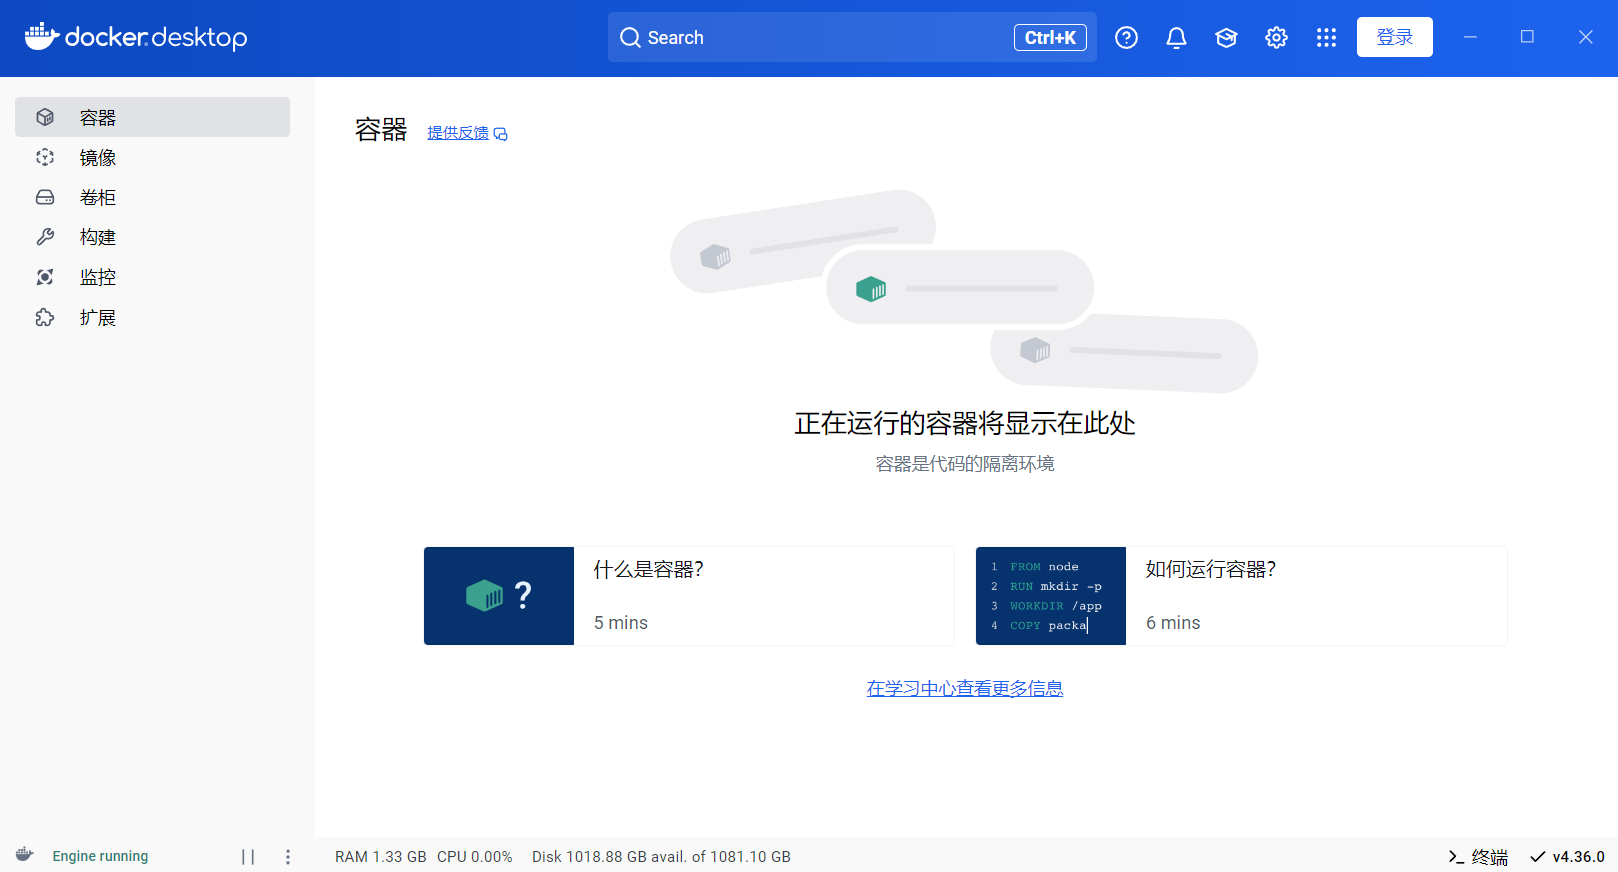 docker.desktop
Search
Ctrl+K
登录
容器
镜像
卷柜
构建
监控
扩展
容器 提供反馈
正在运行的容器将显示在此处
容器是代码的隔离环境
?
什么是容器?
5 mins
1 FROM node
2 RUN mkdir -p
3 WORKDIR /app
4 COPY packa
如何运行容器?
6 mins
在学习中心查看更多信息
Engine running
RAM 1.33 GB CPU 0.00% Disk 1018.88 GB avail. of 1081.10 GB
>_ 终端
v4.36.0